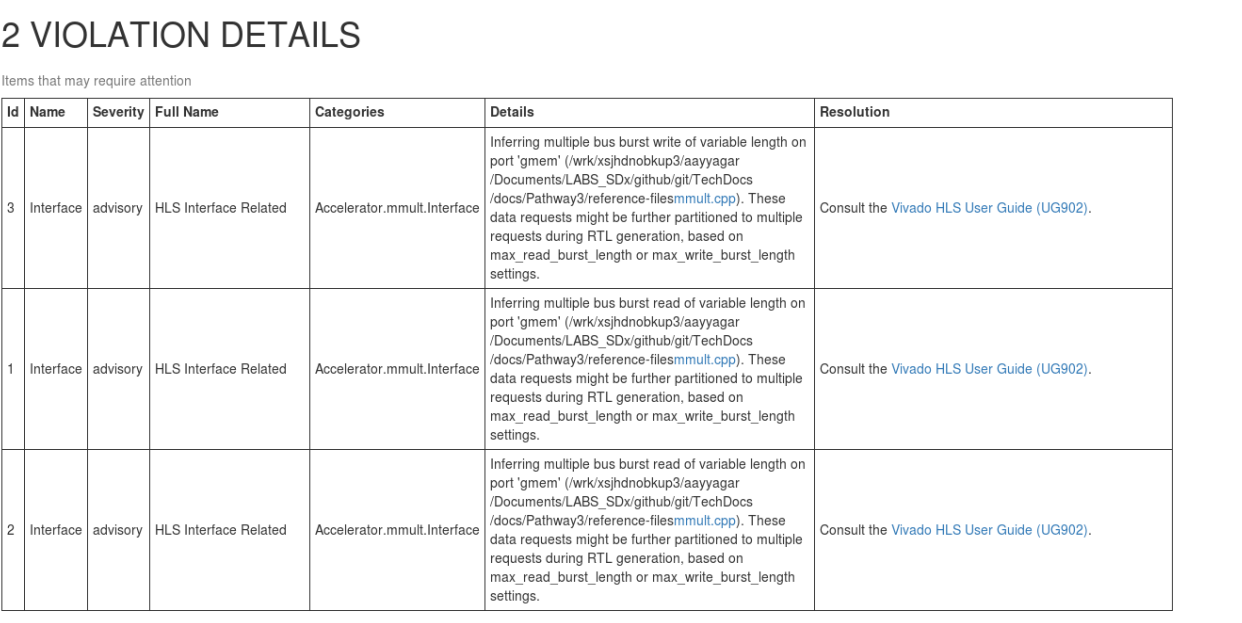 2 VIOLATION DETAILS
Items that may require attention
Id Name Severity Full Name Categories Details Resolution
Inferring multiple bus burst write of variable length on
port 'gmem' (/wrk/xsjhdnobkup3/aayyagar
/Documents/LABS_SDx/github/git/TechDocs
3 Interface advisory HLS Interface Related Accelerator.mmult.Interface /docs/Pathway3/reference-filesmmult.cpp). These Consult the Vivado HLS User Guide (UG902).
data requests might be further partitioned to multiple
requests during RTL generation, based on
max_read_burst_length or max_write_burst_length
settings.
Inferring multiple bus burst read of variable length on
port 'gmem' (/wrk/xsjhdnobkup3/aayyagar
/Documents/LABS_SDx/github/git/TechDocs
1 Interface advisory HLS Interface Related Accelerator.mmult.Interface /docs/Pathway3/reference-filesmmult.cpp). These Consult the Vivado HLS User Guide (UG902).
data requests might be further partitioned to multiple
requests during RTL generation, based on
max_read_burst_length or max_write_burst_length
settings.
Inferring multiple bus burst read of variable length on
port 'gmem' (/wrk/xsjhdnobkup3/aayyagar
/Documents/LABS_SDx/github/git/TechDocs
2 Interface advisory HLS Interface Related Accelerator.mmult.Interface /docs/Pathway3/reference-filesmmult.cpp). These Consult the Vivado HLS User Guide (UG902).
data requests might be further partitioned to multiple
requests during RTL generation, based on
max_read_burst_length or max_write_burst_length
settings.